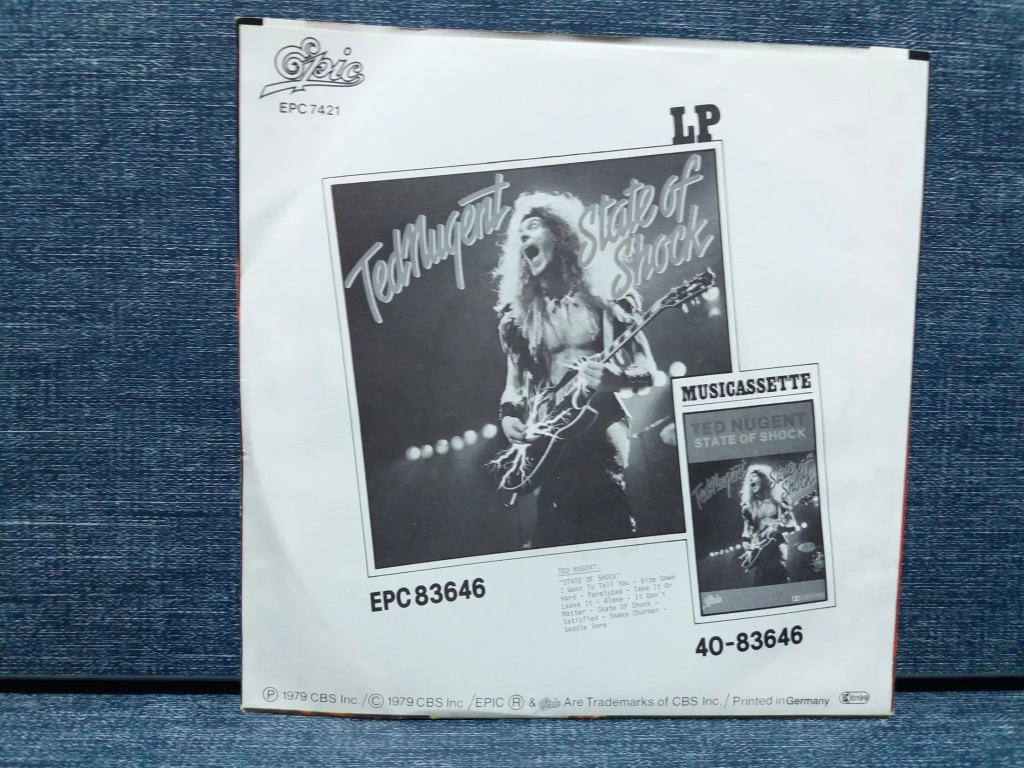 Epic
EPC 7421
LP
Ted Nugent State of
Shock
MUSICASSETTE
TED NUGENT
STATE OF SHOCK
Ted Nugent State of
Shock
EPC 83646
TED NUGENT:
"STATE OF SHOCK"
I Want To Tell You - Bite Down
Hard - Paralyzed - Take It Or
Leave It - Alone - It Don't
Matter - State Of Shock -
Satisfied - Snake Charmer -
Saddle Sore
Epic
40-83646
Ⓟ 1979 CBS Inc./Ⓒ 1979 CBS Inc /EPIC Ⓡ & Epic Are Trademarks of CBS Inc./ Printed in Germany LC 0199